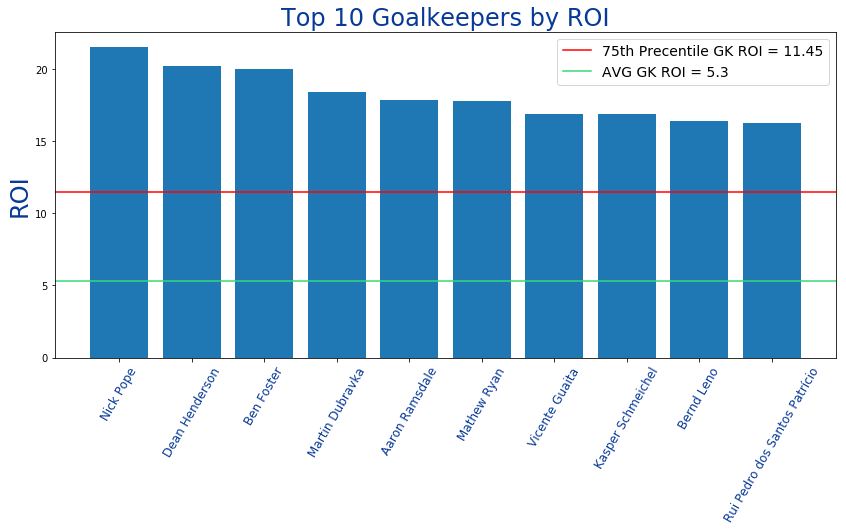 Top 10 Goalkeepers by ROI
75th Precentile GK ROI = 11.45
AVG GK ROI = 5.3
ROI
20
15
10
5
0
Nick Pope
Dean Henderson
Ben Foster
Martin Dubravka
Aaron Ramsdale
Mathew Ryan
Vicente Guaita
Kasper Schmeichel
Bernd Leno
Rui Pedro dos Santos Patrício